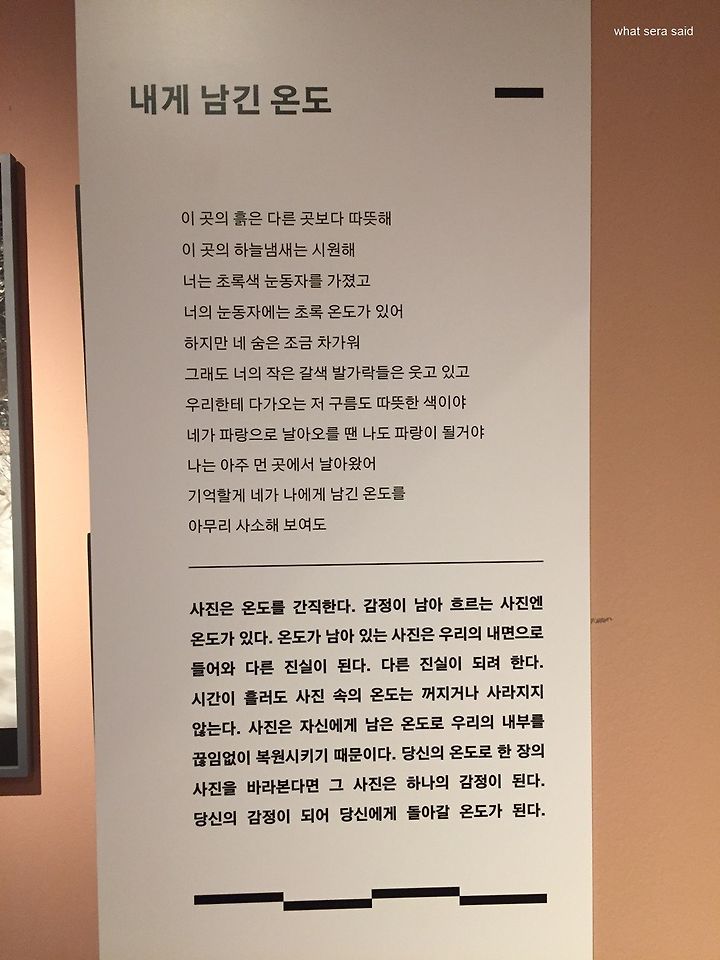 what sera said
내게 남긴 온도
이 곳의 흙은 다른 곳보다 따뜻해
이 곳의 하늘냄새는 시원해
너는 초록색 눈동자를 가졌고
너의 눈동자에는 초록 온도가 있어
하지만 네 숨은 조금 차가워
그래도 너의 작은 갈색 발가락들은 웃고 있고
우리한테 다가오는 저 구름도 따뜻한 색이야
네가 파랑으로 날아오를 땐 나도 파랑이 될거야
나는 아주 먼 곳에서 날아왔어
기억할게 네가 나에게 남긴 온도를
아무리 사소해 보여도
사진은 온도를 간직한다. 감정이 남아 흐르는 사진엔
온도가 있다. 온도가 남아 있는 사진은 우리의 내면으로
들어와 다른 진실이 된다. 다른 진실이 되려 한다.
시간이 흘러도 사진 속의 온도는 꺼지거나 사라지지
않는다. 사진은 자신에게 남은 온도로 우리의 내부를
끊임없이 복원시키기 때문이다. 당신의 온도로 한 장의
사진을 바라본다면 그 사진은 하나의 감정이 된다.
당신의 감정이 되어 당신에게 돌아갈 온도가 된다.